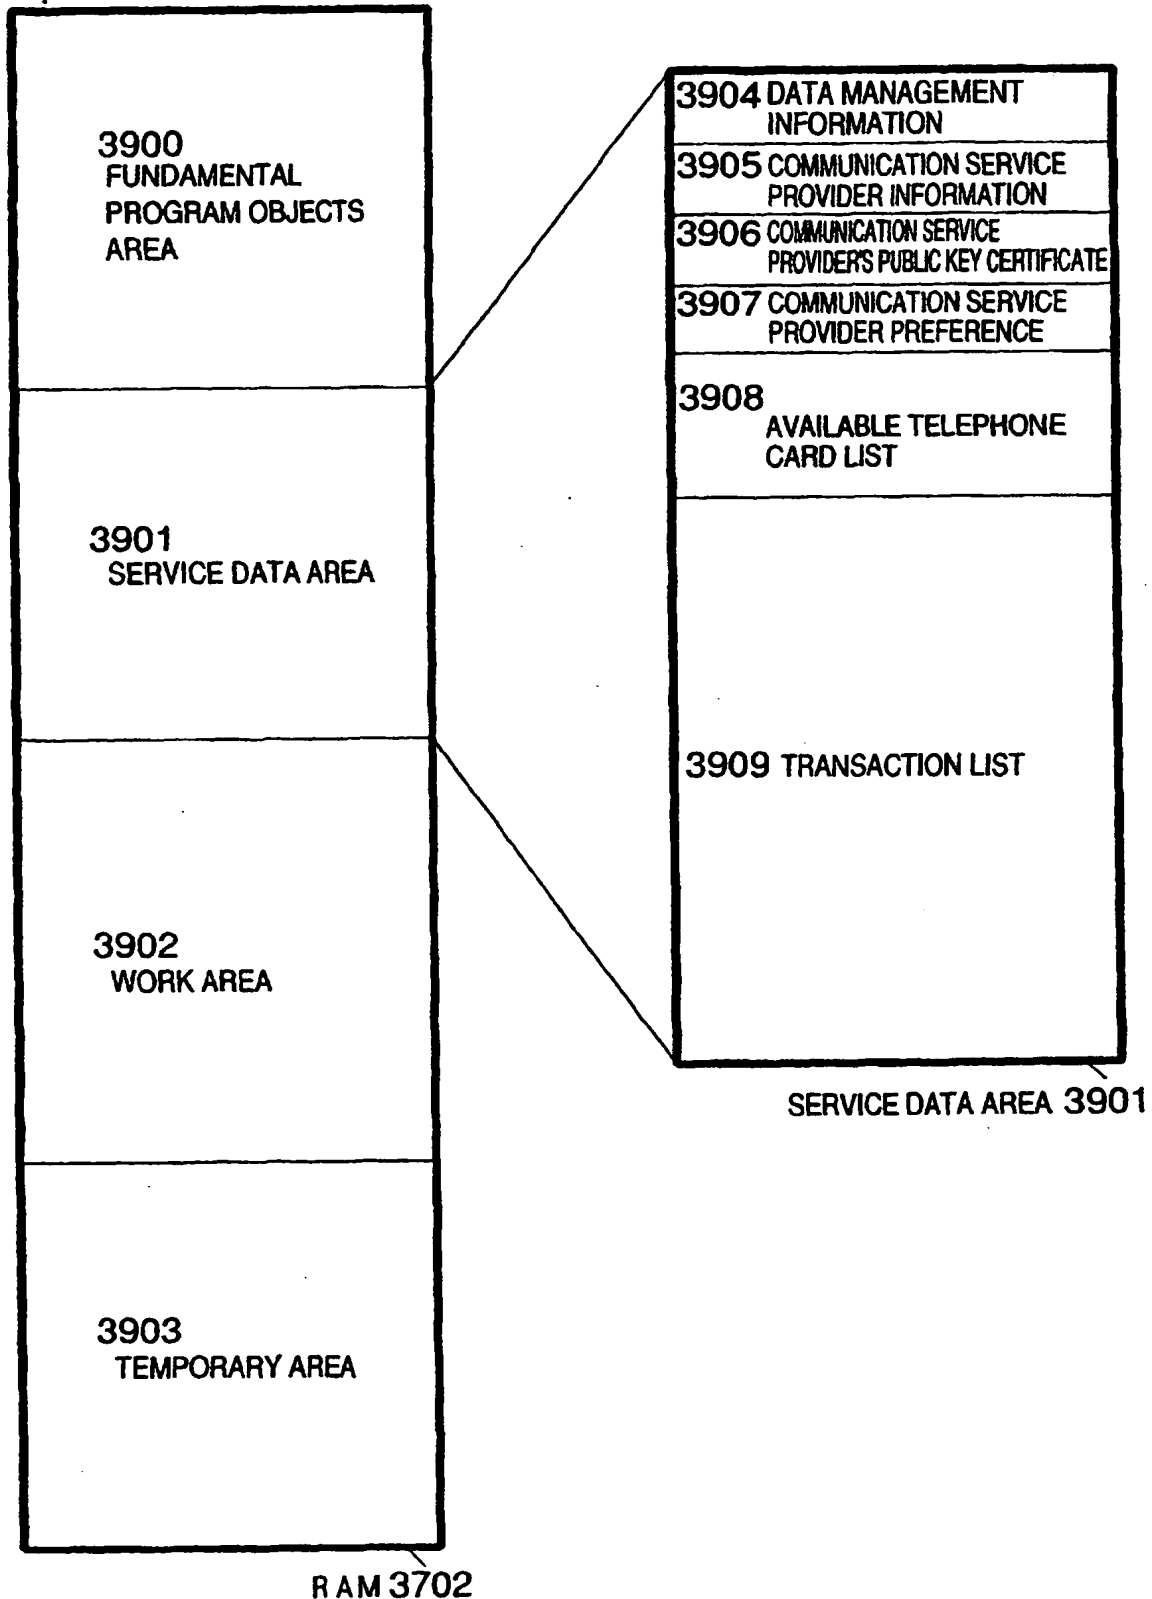 3900
FUNDAMENTAL
PROGRAM OBJECTS
AREA
3901
SERVICE DATA AREA
3902
WORK AREA
3903
TEMPORARY AREA
RAM 3702
3904 DATA MANAGEMENT
INFORMATION
3905 COMMUNICATION SERVICE
PROVIDER INFORMATION
3906 COMMUNICATION SERVICE
PROVIDER'S PUBLIC KEY CERTIFICATE
3907 COMMUNICATION SERVICE
PROVIDER PREFERENCE
3908
AVAILABLE TELEPHONE
CARD LIST
3909 TRANSACTION LIST
SERVICE DATA AREA 3901